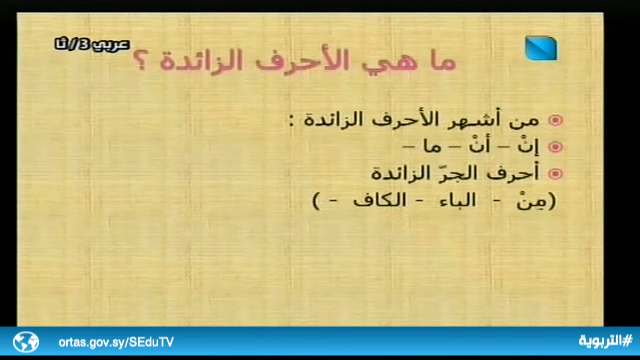 عربي 3/ ثا
ما هي الأحرف الزائدة ؟
من أشهر الأحرف الزائدة :
إنْ – أنْ – ما –
أحرف الجرّ الزائدة
(مِنْ - الباء - الكاف - )
ortas.gov.sy/SEduTV
#التربوية